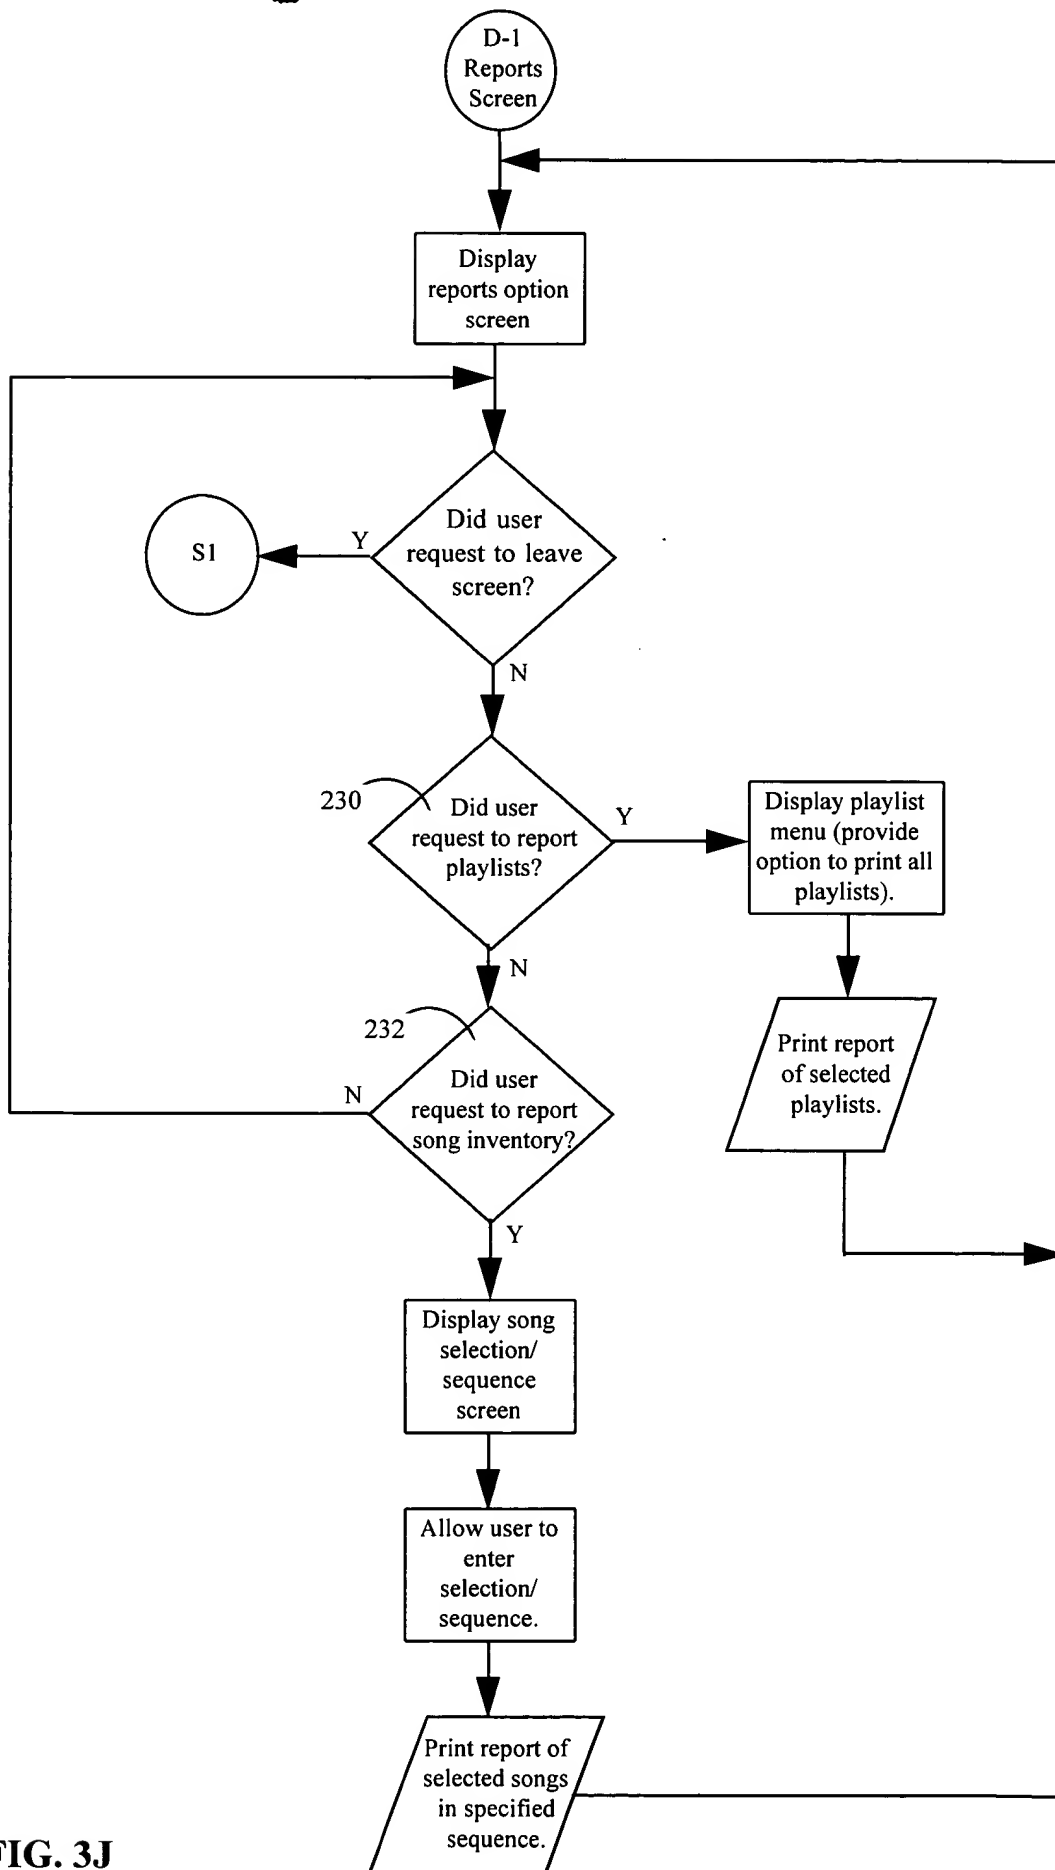 D-1
Reports
Screen
Display
reports option
screen
Did user
request to leave
screen?
Y
S1
N
230
Did user
request to report
playlists?
Y
Display playlist
menu (provide
option to print all
playlists).
N
Print report
of selected
playlists.
232
Did user
request to report
song inventory?
N
Y
Display song
selection/
sequence
screen
Allow user to
enter
selection/
sequence.
Print report of
selected songs
in specified
sequence.
FIG. 3J